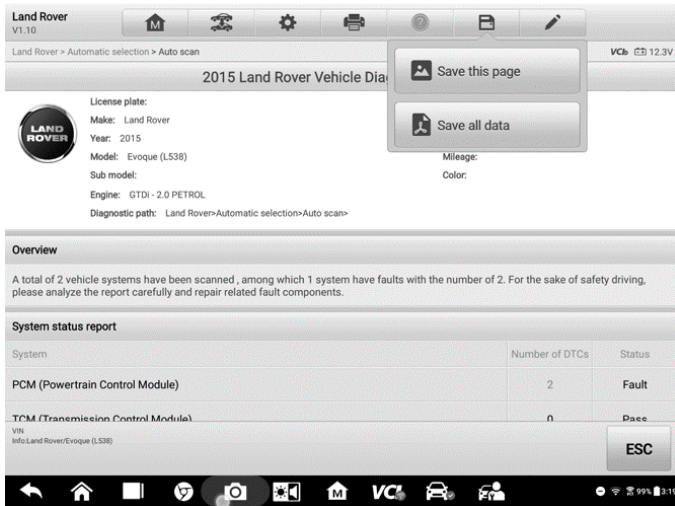 Land Rover
V1.10
Land Rover > Automatic selection > Auto scan
VCI 12.3V
2015 Land Rover Vehicle Dia
Save this page
Save all data
LAND
ROVER
License plate:
Make: Land Rover
Year: 2015
Model: Evoque (L538)
Mileage:
Sub model:
Color:
Engine: GTDi - 2.0 PETROL
Diagnostic path: Land Rover>Automatic selection>Auto scan>
Overview
A total of 2 vehicle systems have been scanned , among which 1 system have faults with the number of 2. For the sake of safety driving,
please analyze the report carefully and repair related fault components.
System status report
System Number of DTCs Status
PCM (Powertrain Control Module) 2 Fault
TCM (Transmission Control Module) 0 Pass
VIN
Info:Land Rover/Evoque (L538)
ESC
M VCI 99% 3:19